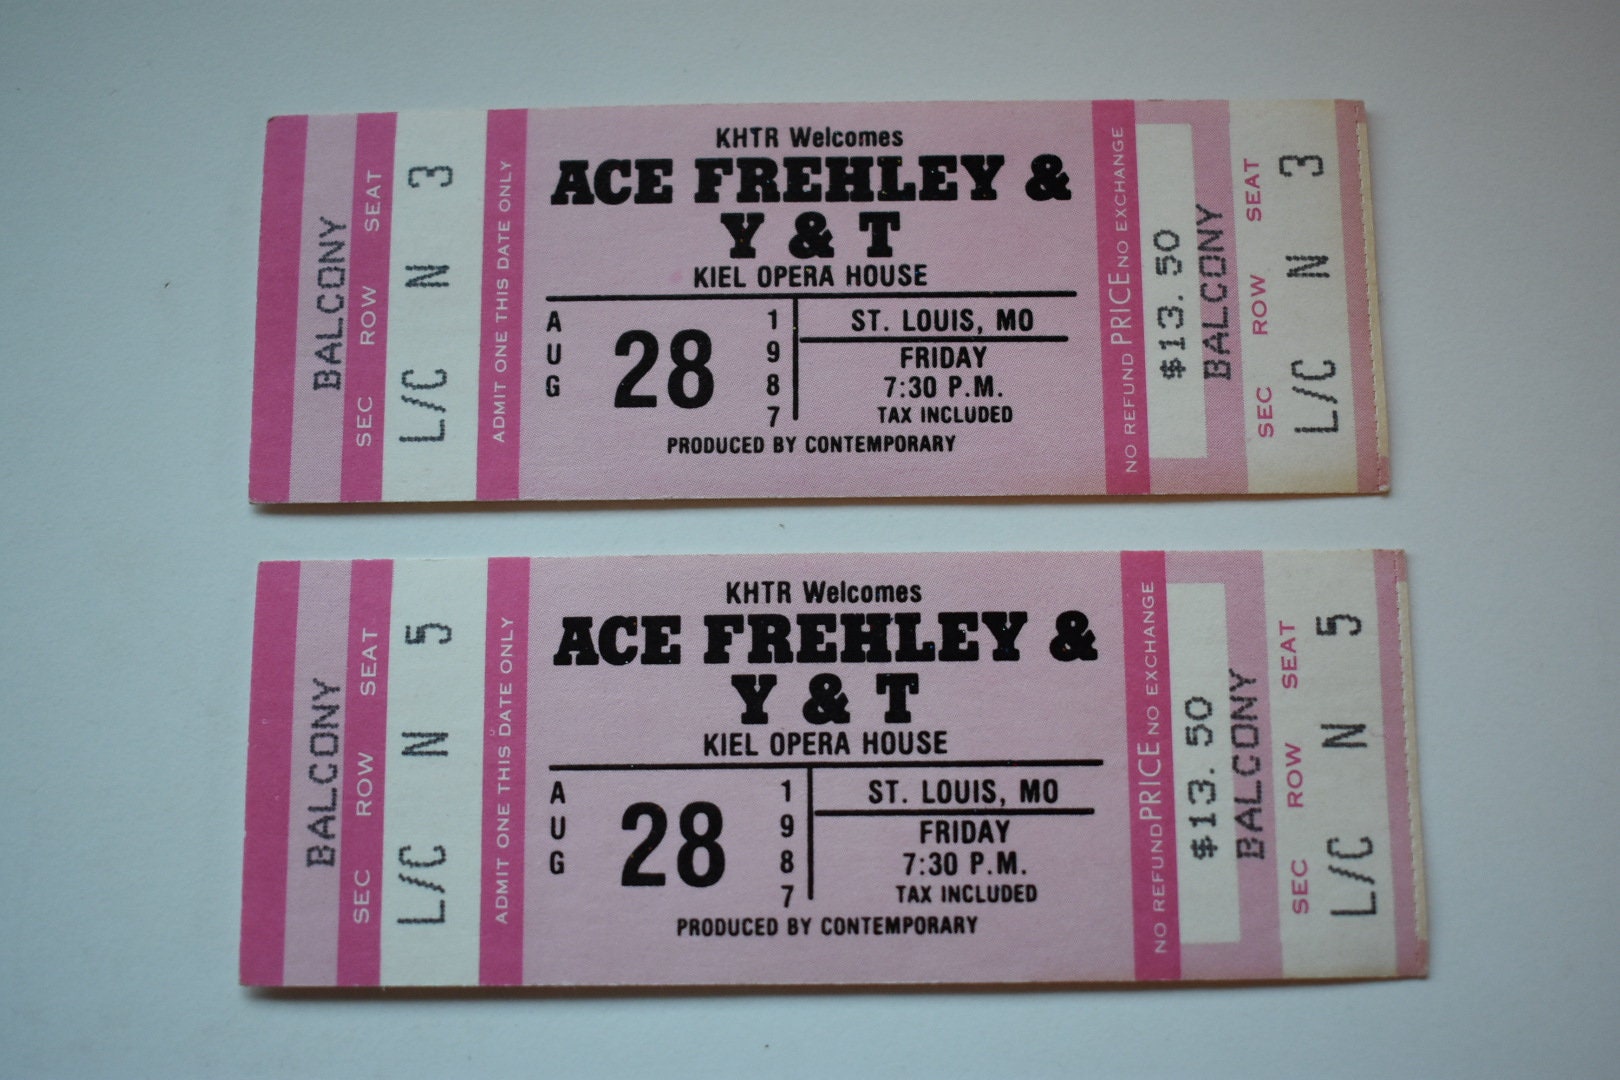 BALCONY
SEC ROW SEAT
L/C N 3
ADMIT ONE THIS DATE ONLY
KHTR Welcomes
ACE FREHLEY &
Y & T
KIEL OPERA HOUSE
AUG 28 1987
ST. LOUIS, MO
FRIDAY
7:30 P.M.
TAX INCLUDED
PRODUCED BY CONTEMPORARY
NO REFUND PRICE NO EXCHANGE
$13.50
BALCONY
SEC ROW SEAT
L/C N 3
BALCONY
SEC ROW SEAT
L/C N 5
ADMIT ONE THIS DATE ONLY
KHTR Welcomes
ACE FREHLEY &
Y & T
KIEL OPERA HOUSE
AUG 28 1987
ST. LOUIS, MO
FRIDAY
7:30 P.M.
TAX INCLUDED
PRODUCED BY CONTEMPORARY
NO REFUND PRICE NO EXCHANGE
$13.50
BALCONY
SEC ROW SEAT
L/C N 5